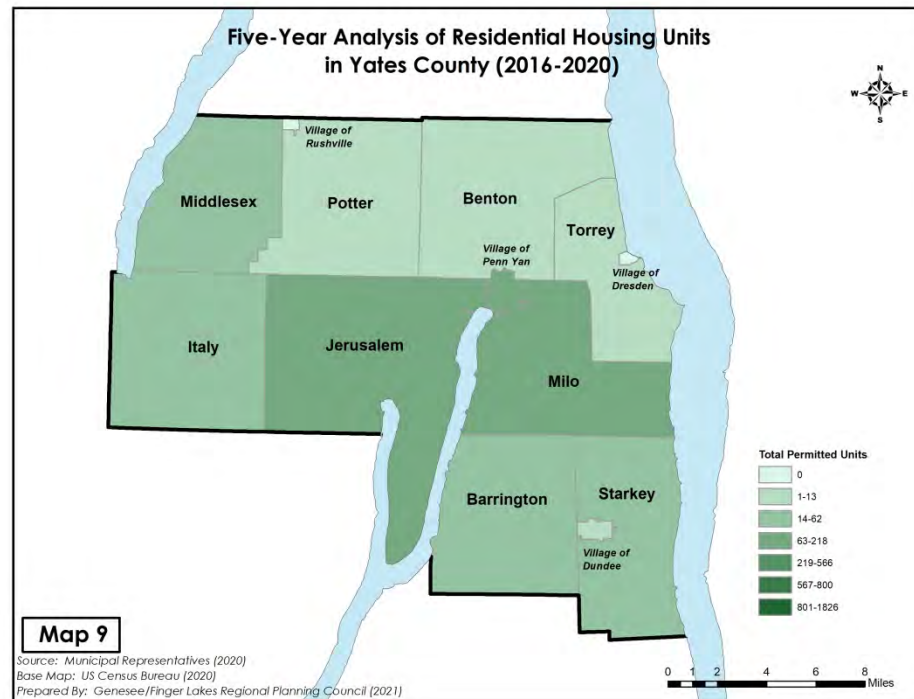 Five-Year Analysis of Residential Housing Units
in Yates County (2016-2020)
N
W
E
S
Village of
Rushville
Middlesex
Potter
Benton
Torrey
Village of
Penn Yan
Village of
Dresden
Italy
Jerusalem
Milo
Barrington
Starkey
Village of
Dundee
Total Permitted Units
0
1-13
14-62
63-218
219-566
567-800
801-1826
Map 9
Source: Municipal Representatives (2020)
Base Map: US Census Bureau (2020)
Prepared By: Genesee/Finger Lakes Regional Planning Council (2021)
0 1 2 4 6 8
Miles